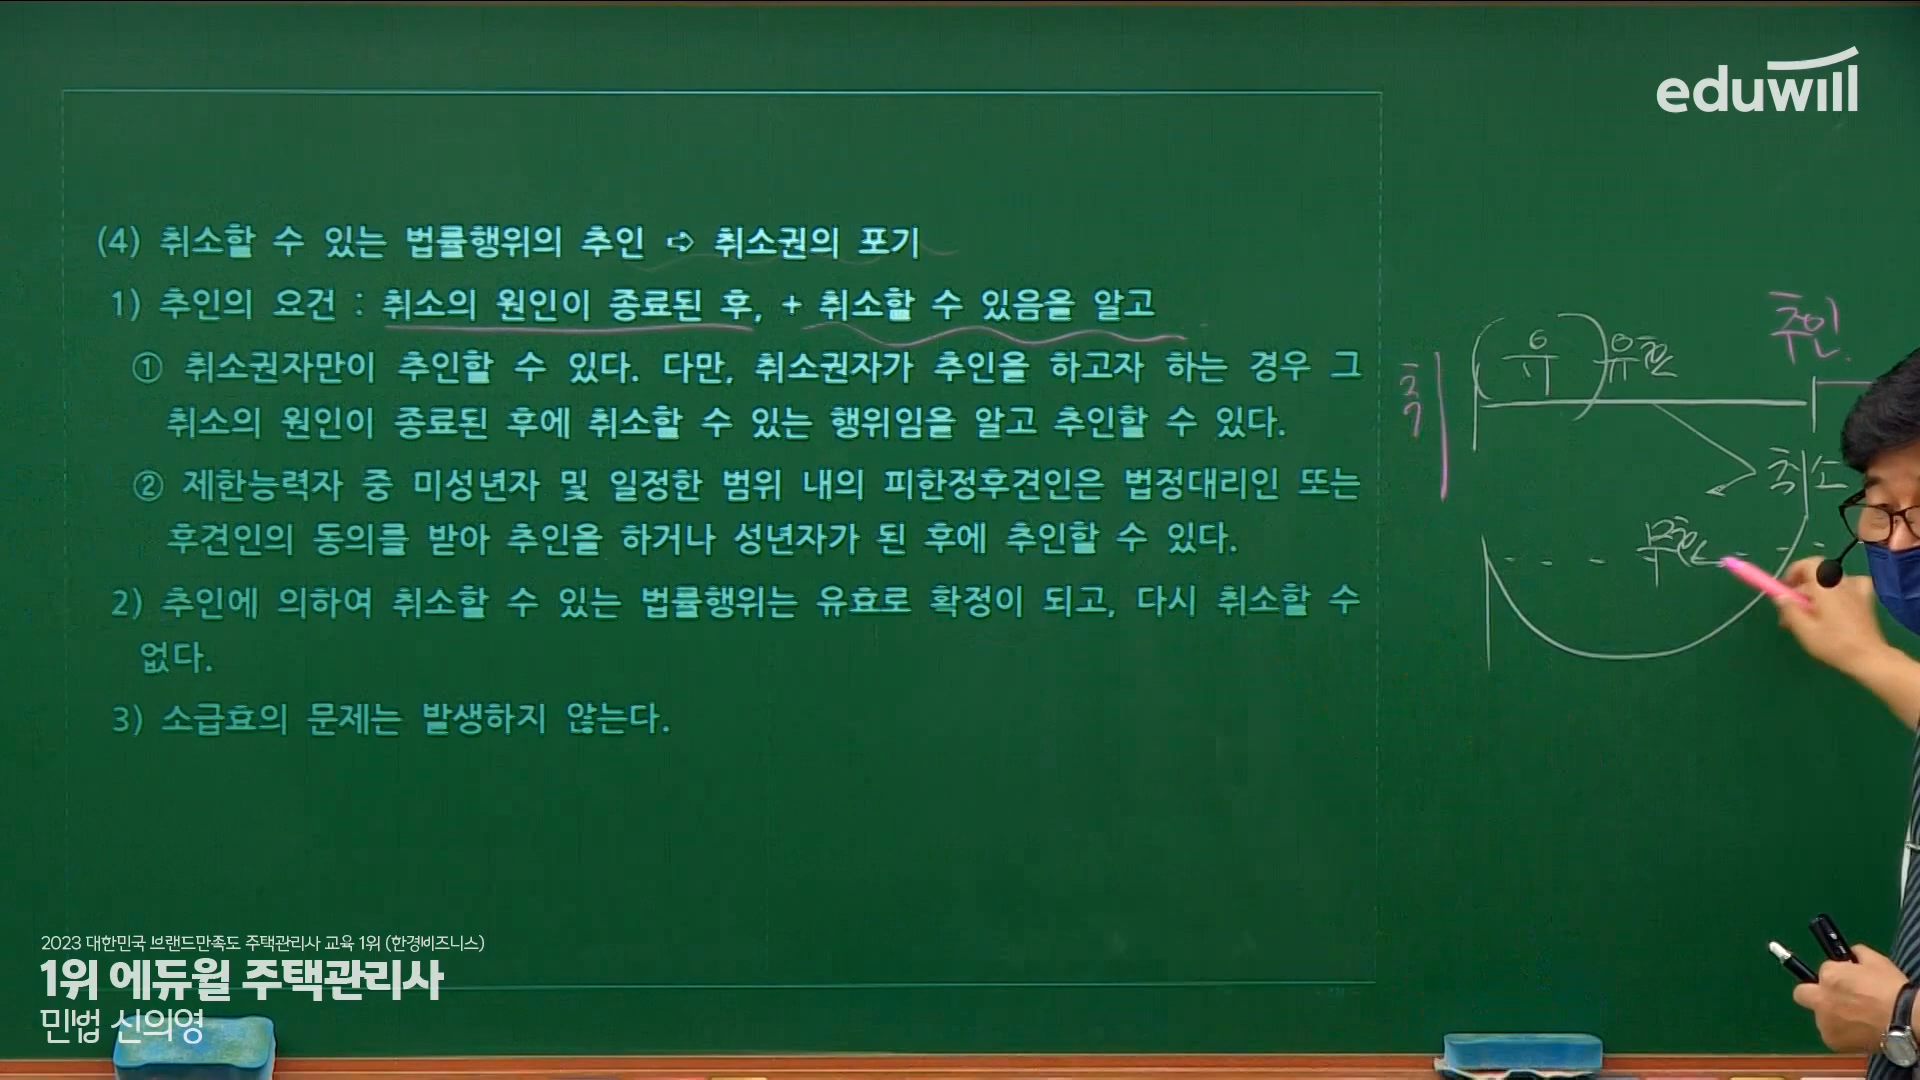 eduwill
(4) 취소할 수 있는 법률행위의 추인 ➪ 취소권의 포기
1) 추인의 요건 : 취소의 원인이 종료된 후, + 취소할 수 있음을 알고
① 취소권자만이 추인할 수 있다. 다만, 취소권자가 추인을 하고자 하는 경우 그
취소의 원인이 종료된 후에 취소할 수 있는 행위임을 알고 추인할 수 있다.
② 제한능력자 중 미성년자 및 일정한 범위 내의 피한정후견인은 법정대리인 또는
후견인의 동의를 받아 추인을 하거나 성년자가 된 후에 추인할 수 있다.
2) 추인에 의하여 취소할 수 있는 법률행위는 유효로 확정이 되고, 다시 취소할 수
없다.
3) 소급효의 문제는 발생하지 않는다.
추인
(유)유효
취소
무효
2023 대한민국 브랜드만족도 주택관리사 교육 1위 (한경비즈니스)
1위 에듀윌 주택관리사
민법 신의영